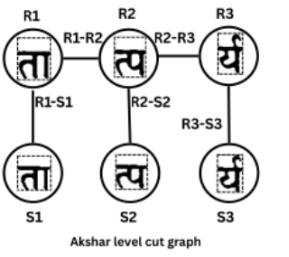 R1 R2 R3
R1-R2 R2-R3
ता त्प र्य
R1-S1 R2-S2
R3-S3
ता त्प र्य
S1 S2 S3
Akshar level cut graph